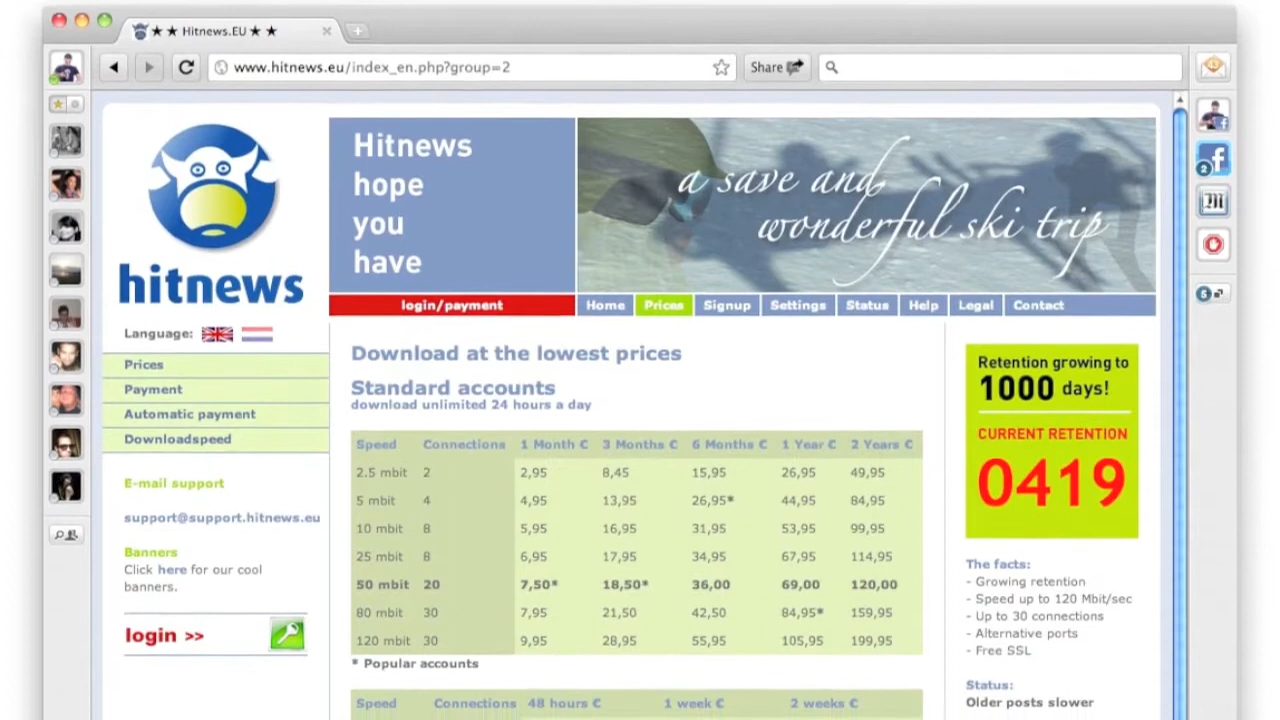 ★ ★ Hitnews.EU ★ ★
www.hitnews.eu/index_en.php?group=2
Share
Hitnews
hope
you
have
a save and
wonderful ski trip
hitnews
login/payment
Home
Prices
Signup
Settings
Status
Help
Legal
Contact
Language:
Prices
Payment
Automatic payment
Downloadspeed
E-mail support
support@support.hitnews.eu
Banners
Click here for our cool
banners.
login >>
Download at the lowest prices
Standard accounts
download unlimited 24 hours a day
Speed Connections 1 Month € 3 Months € 6 Months € 1 Year € 2 Years €
2.5 mbit 2 2,95 8,45 15,95 26,95 49,95
5 mbit 4 4,95 13,95 26,95* 44,95 84,95
10 mbit 8 5,95 16,95 31,95 53,95 99,95
25 mbit 8 6,95 17,95 34,95 67,95 114,95
50 mbit 20 7,50* 18,50* 36,00 69,00 120,00
80 mbit 30 7,95 21,50 42,50 84,95* 159,95
120 mbit 30 9,95 28,95 55,95 105,95 199,95
* Popular accounts
Speed Connections 48 hours € 1 week € 2 weeks €
Retention growing to
1000 days!
CURRENT RETENTION
0419
The facts:
- Growing retention
- Speed up to 120 Mbit/sec
- Up to 30 connections
- Alternative ports
- Free SSL
Status:
Older posts slower
f
2
m
5